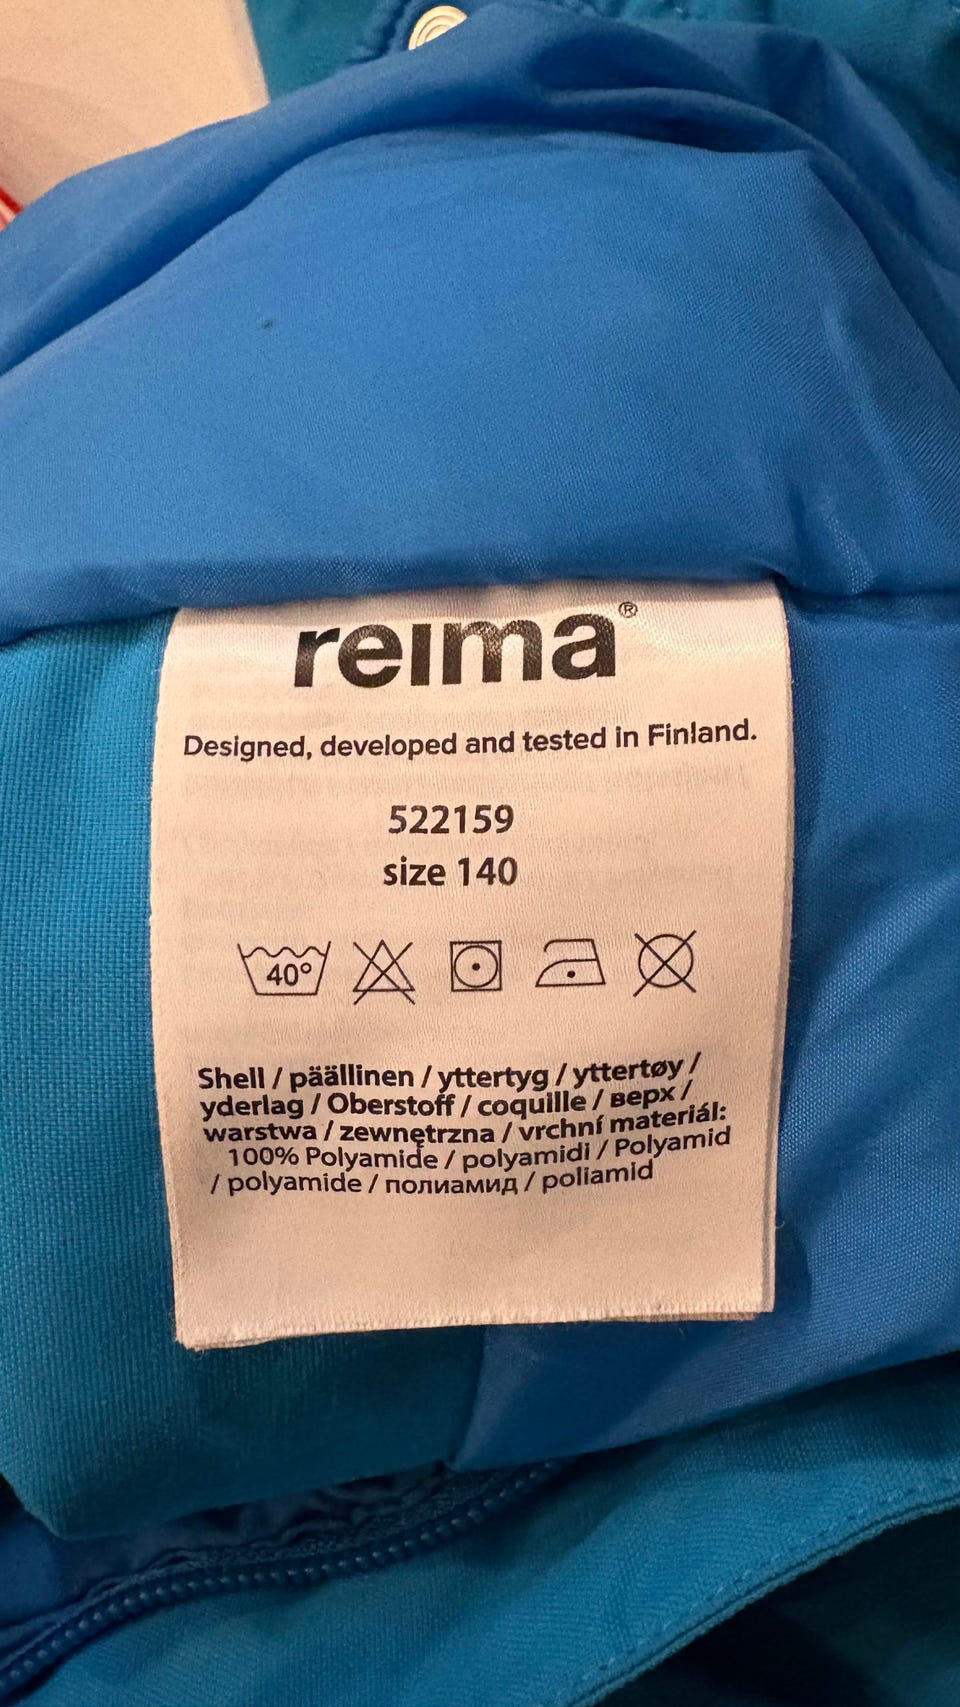 reima®
Designed, developed and tested in Finland.
522159
size 140
40°
Shell / päällinen / yttertyg / yttertøy /
yderlag / Oberstoff / coquille / верх /
warstwa / zewnętrzna / vrchní materiál:
100% Polyamide / polyamidi / Polyamid
/ polyamide / полиамид / poliamid